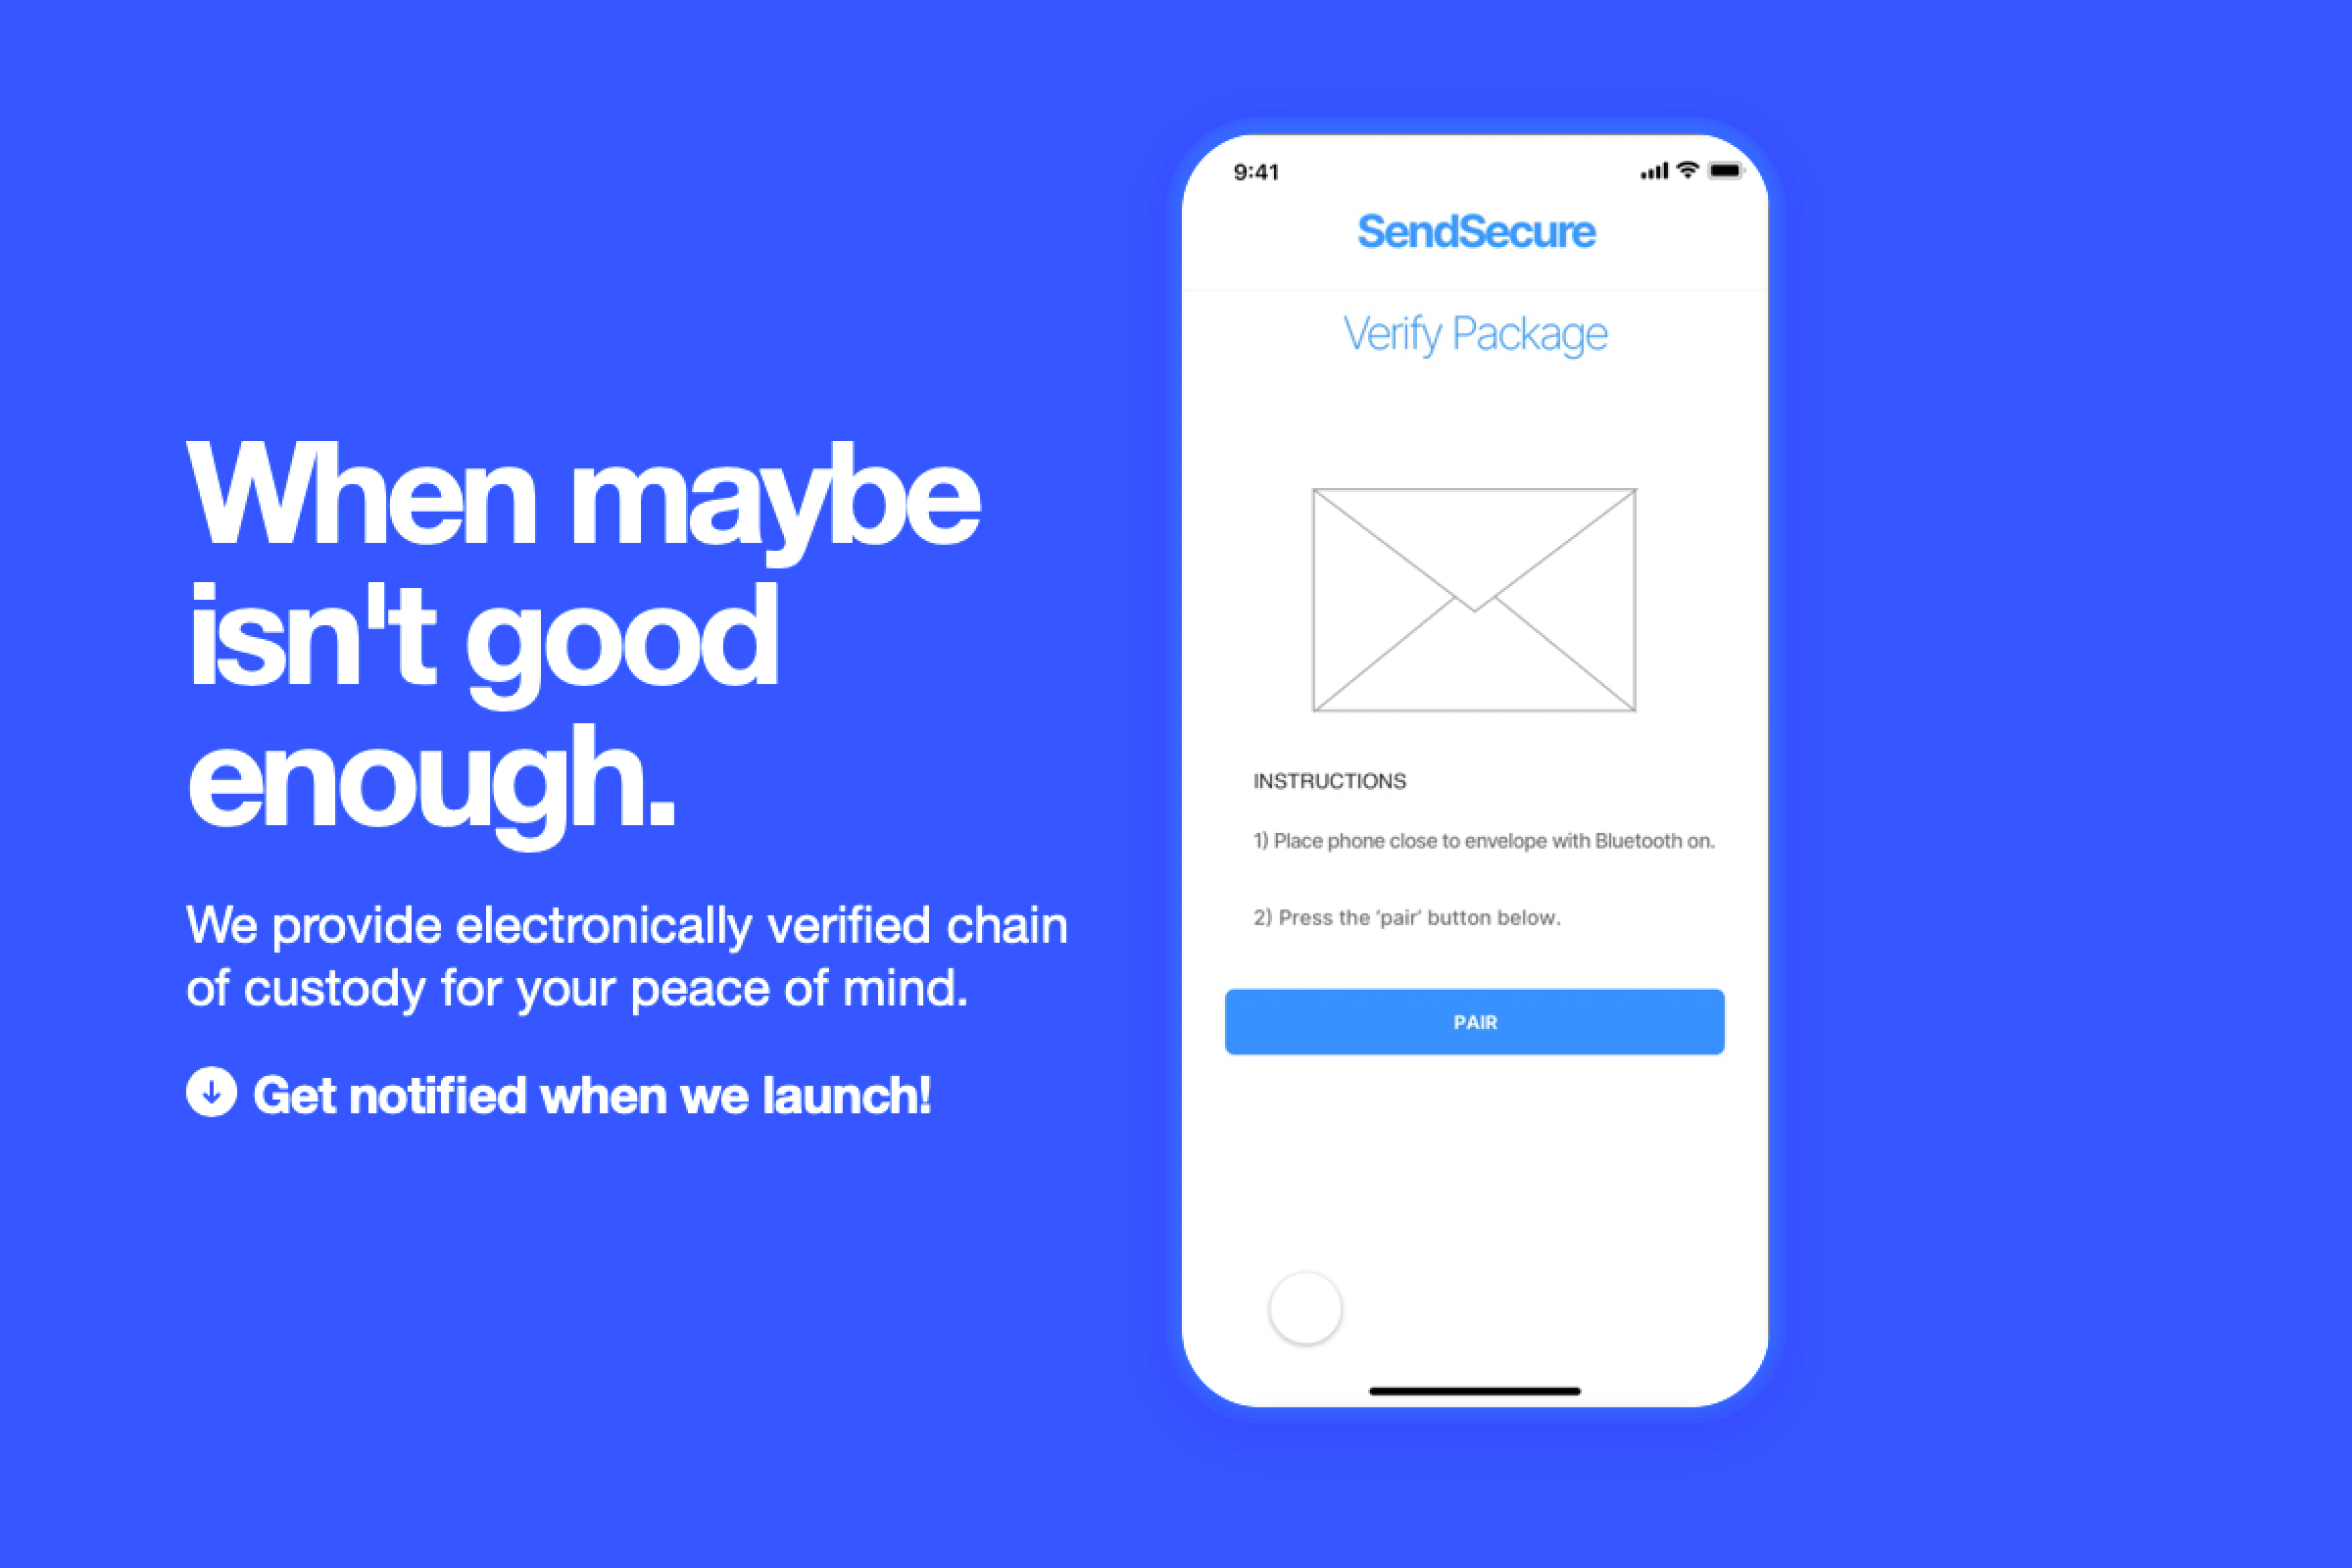 When maybe
isn't good
enough.
We provide electronically verified chain
of custody for your peace of mind.
Get notified when we launch!
9:41
SendSecure
Verify Package
INSTRUCTIONS
1) Place phone close to envelope with Bluetooth on.
2) Press the ‘pair’ button below.
PAIR